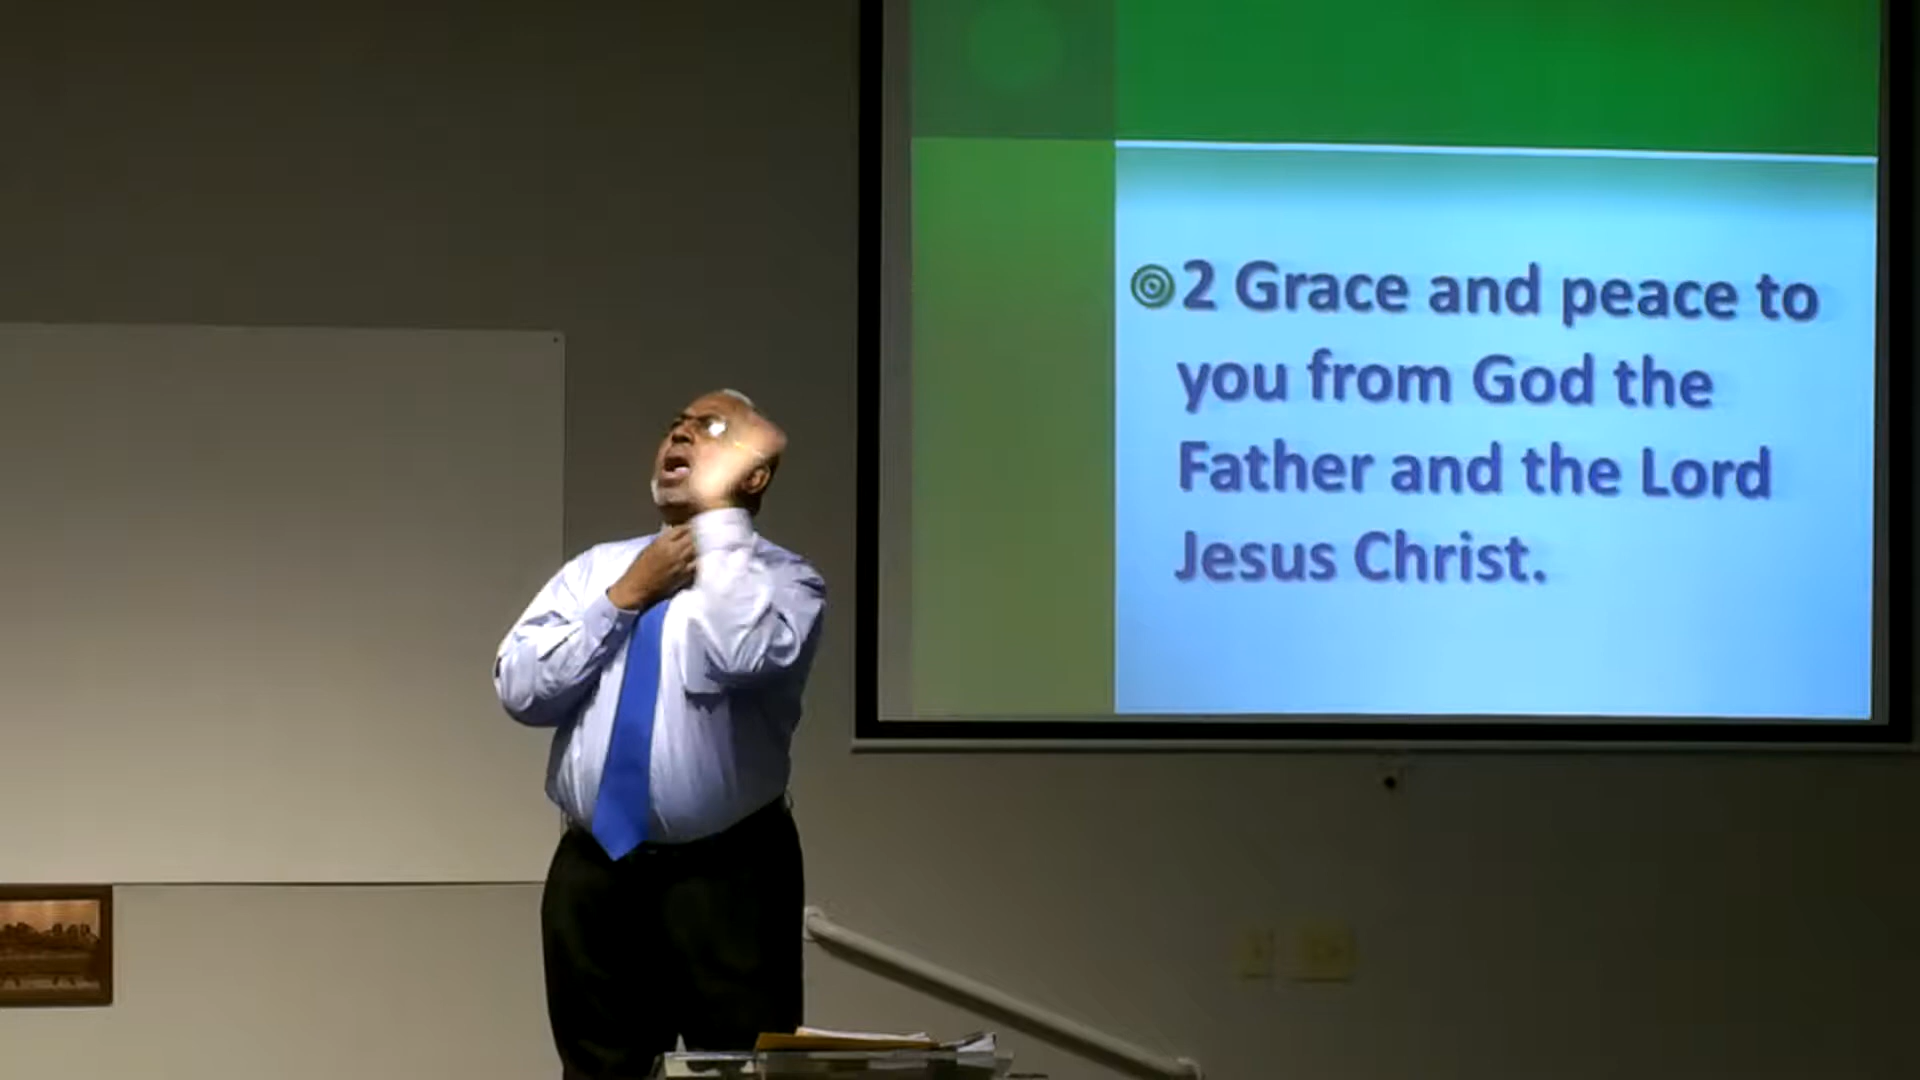 2 Grace and peace to
you from God the
Father and the Lord
Jesus Christ.